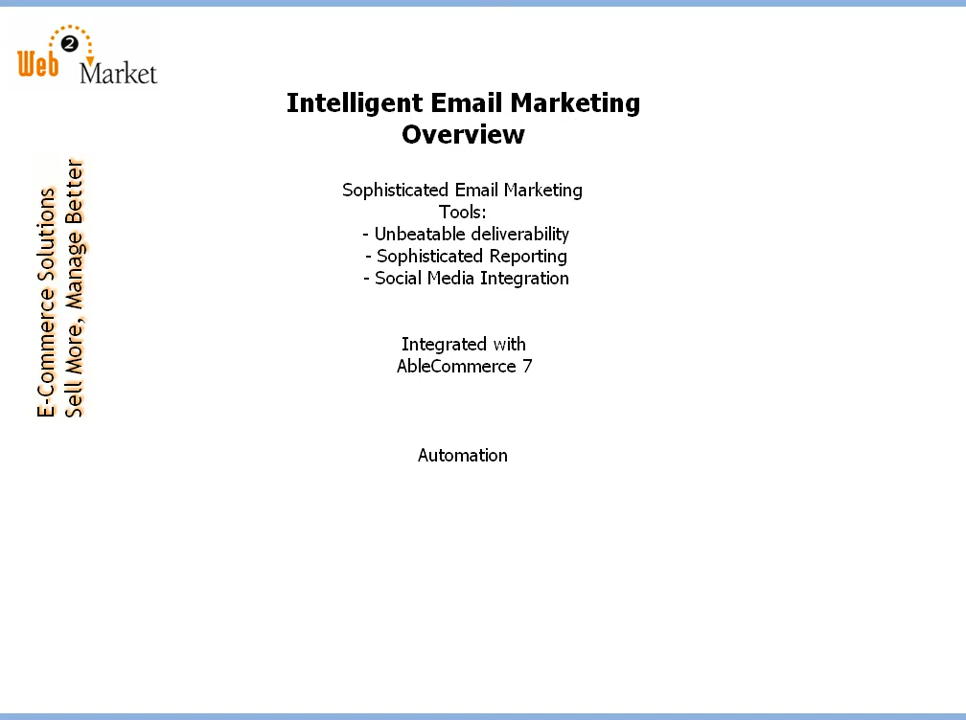 Web 2 Market
Intelligent Email Marketing
Overview
Sophisticated Email Marketing
Tools:
- Unbeatable deliverability
- Sophisticated Reporting
- Social Media Integration
Integrated with
AbleCommerce 7
Automation
E-Commerce Solutions
Sell More, Manage Better